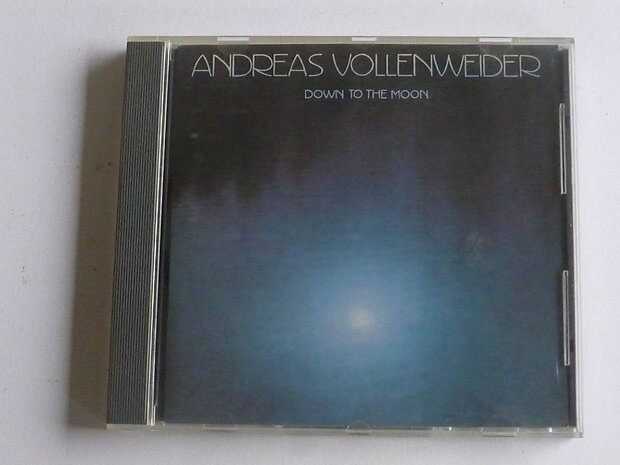 ANDREAS VOLLENWEIDER
DOWN TO THE MOON